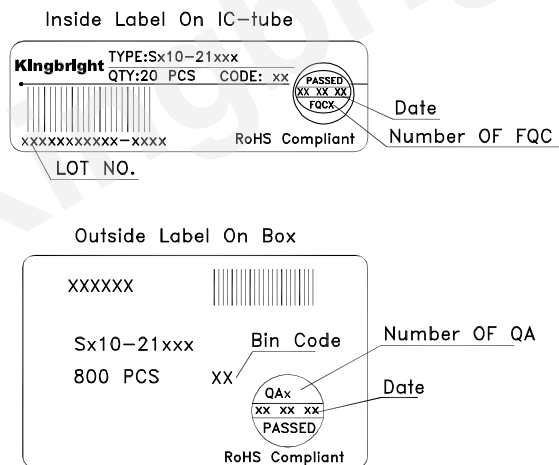 Inside Label On IC-tube
Kingbright
TYPE:Sx10-21xxx
QTY:20 PCS CODE: xx
PASSED
xx xx xx
FQCX
Date
Number OF FQC
xxxxxxxxxxx-xxxx
RoHS Compliant
LOT NO.
Outside Label On Box
XXXXXX
Sx10-21xxx
Bin Code
Number OF QA
800 PCS
XX
QAx
Date
xx xx xx
PASSED
RoHS Compliant